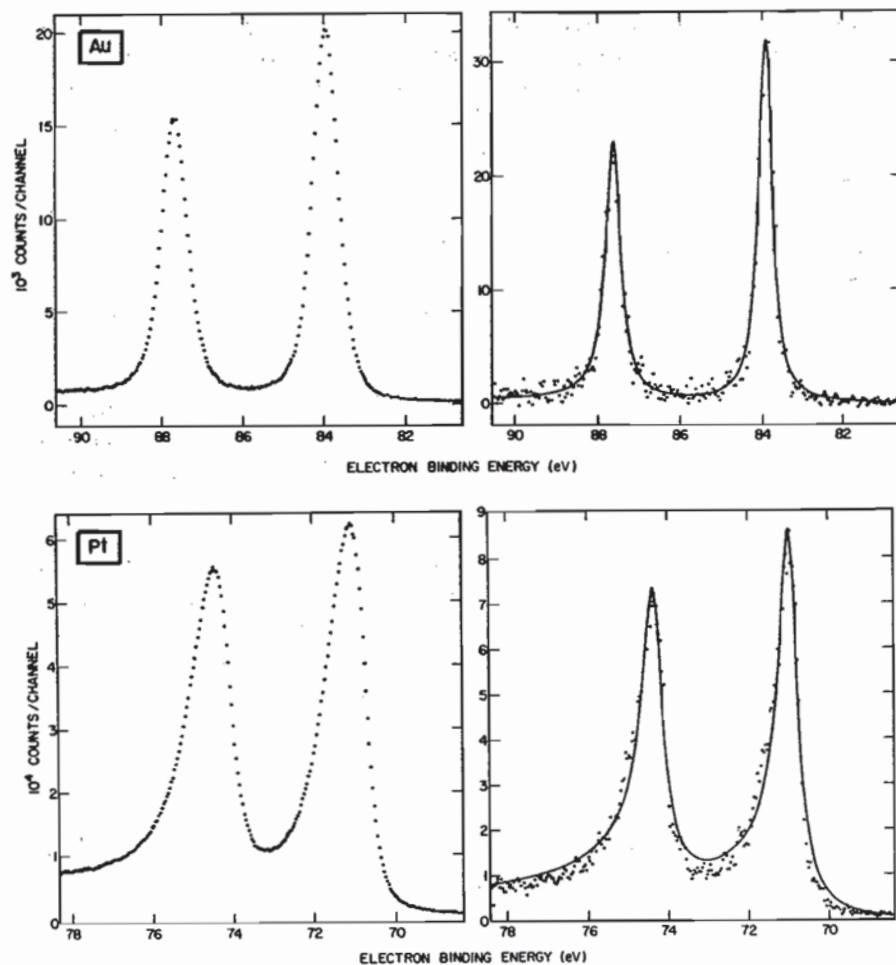 Au
20
15
10
5
0
10³ COUNTS/CHANNEL
90 88 86 84 82
30
20
10
0
90 88 86 84 82
ELECTRON BINDING ENERGY (eV)
Pt
6
5
4
3
2
1
0
10⁴ COUNTS/CHANNEL
78 76 74 72 70
9
8
7
6
5
4
3
2
1
0
78 76 74 72 70
ELECTRON BINDING ENERGY (eV)